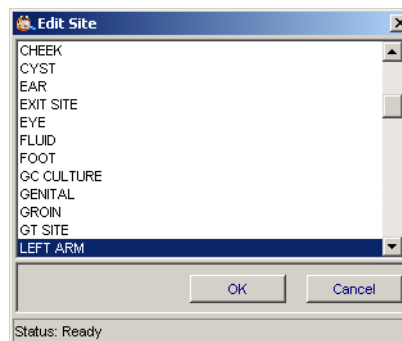 Edit Site
CHEEK
CYST
EAR
EXIT SITE
EYE
FLUID
FOOT
GC CULTURE
GENITAL
GROIN
GT SITE
LEFT ARM
OK Cancel
Status: Ready